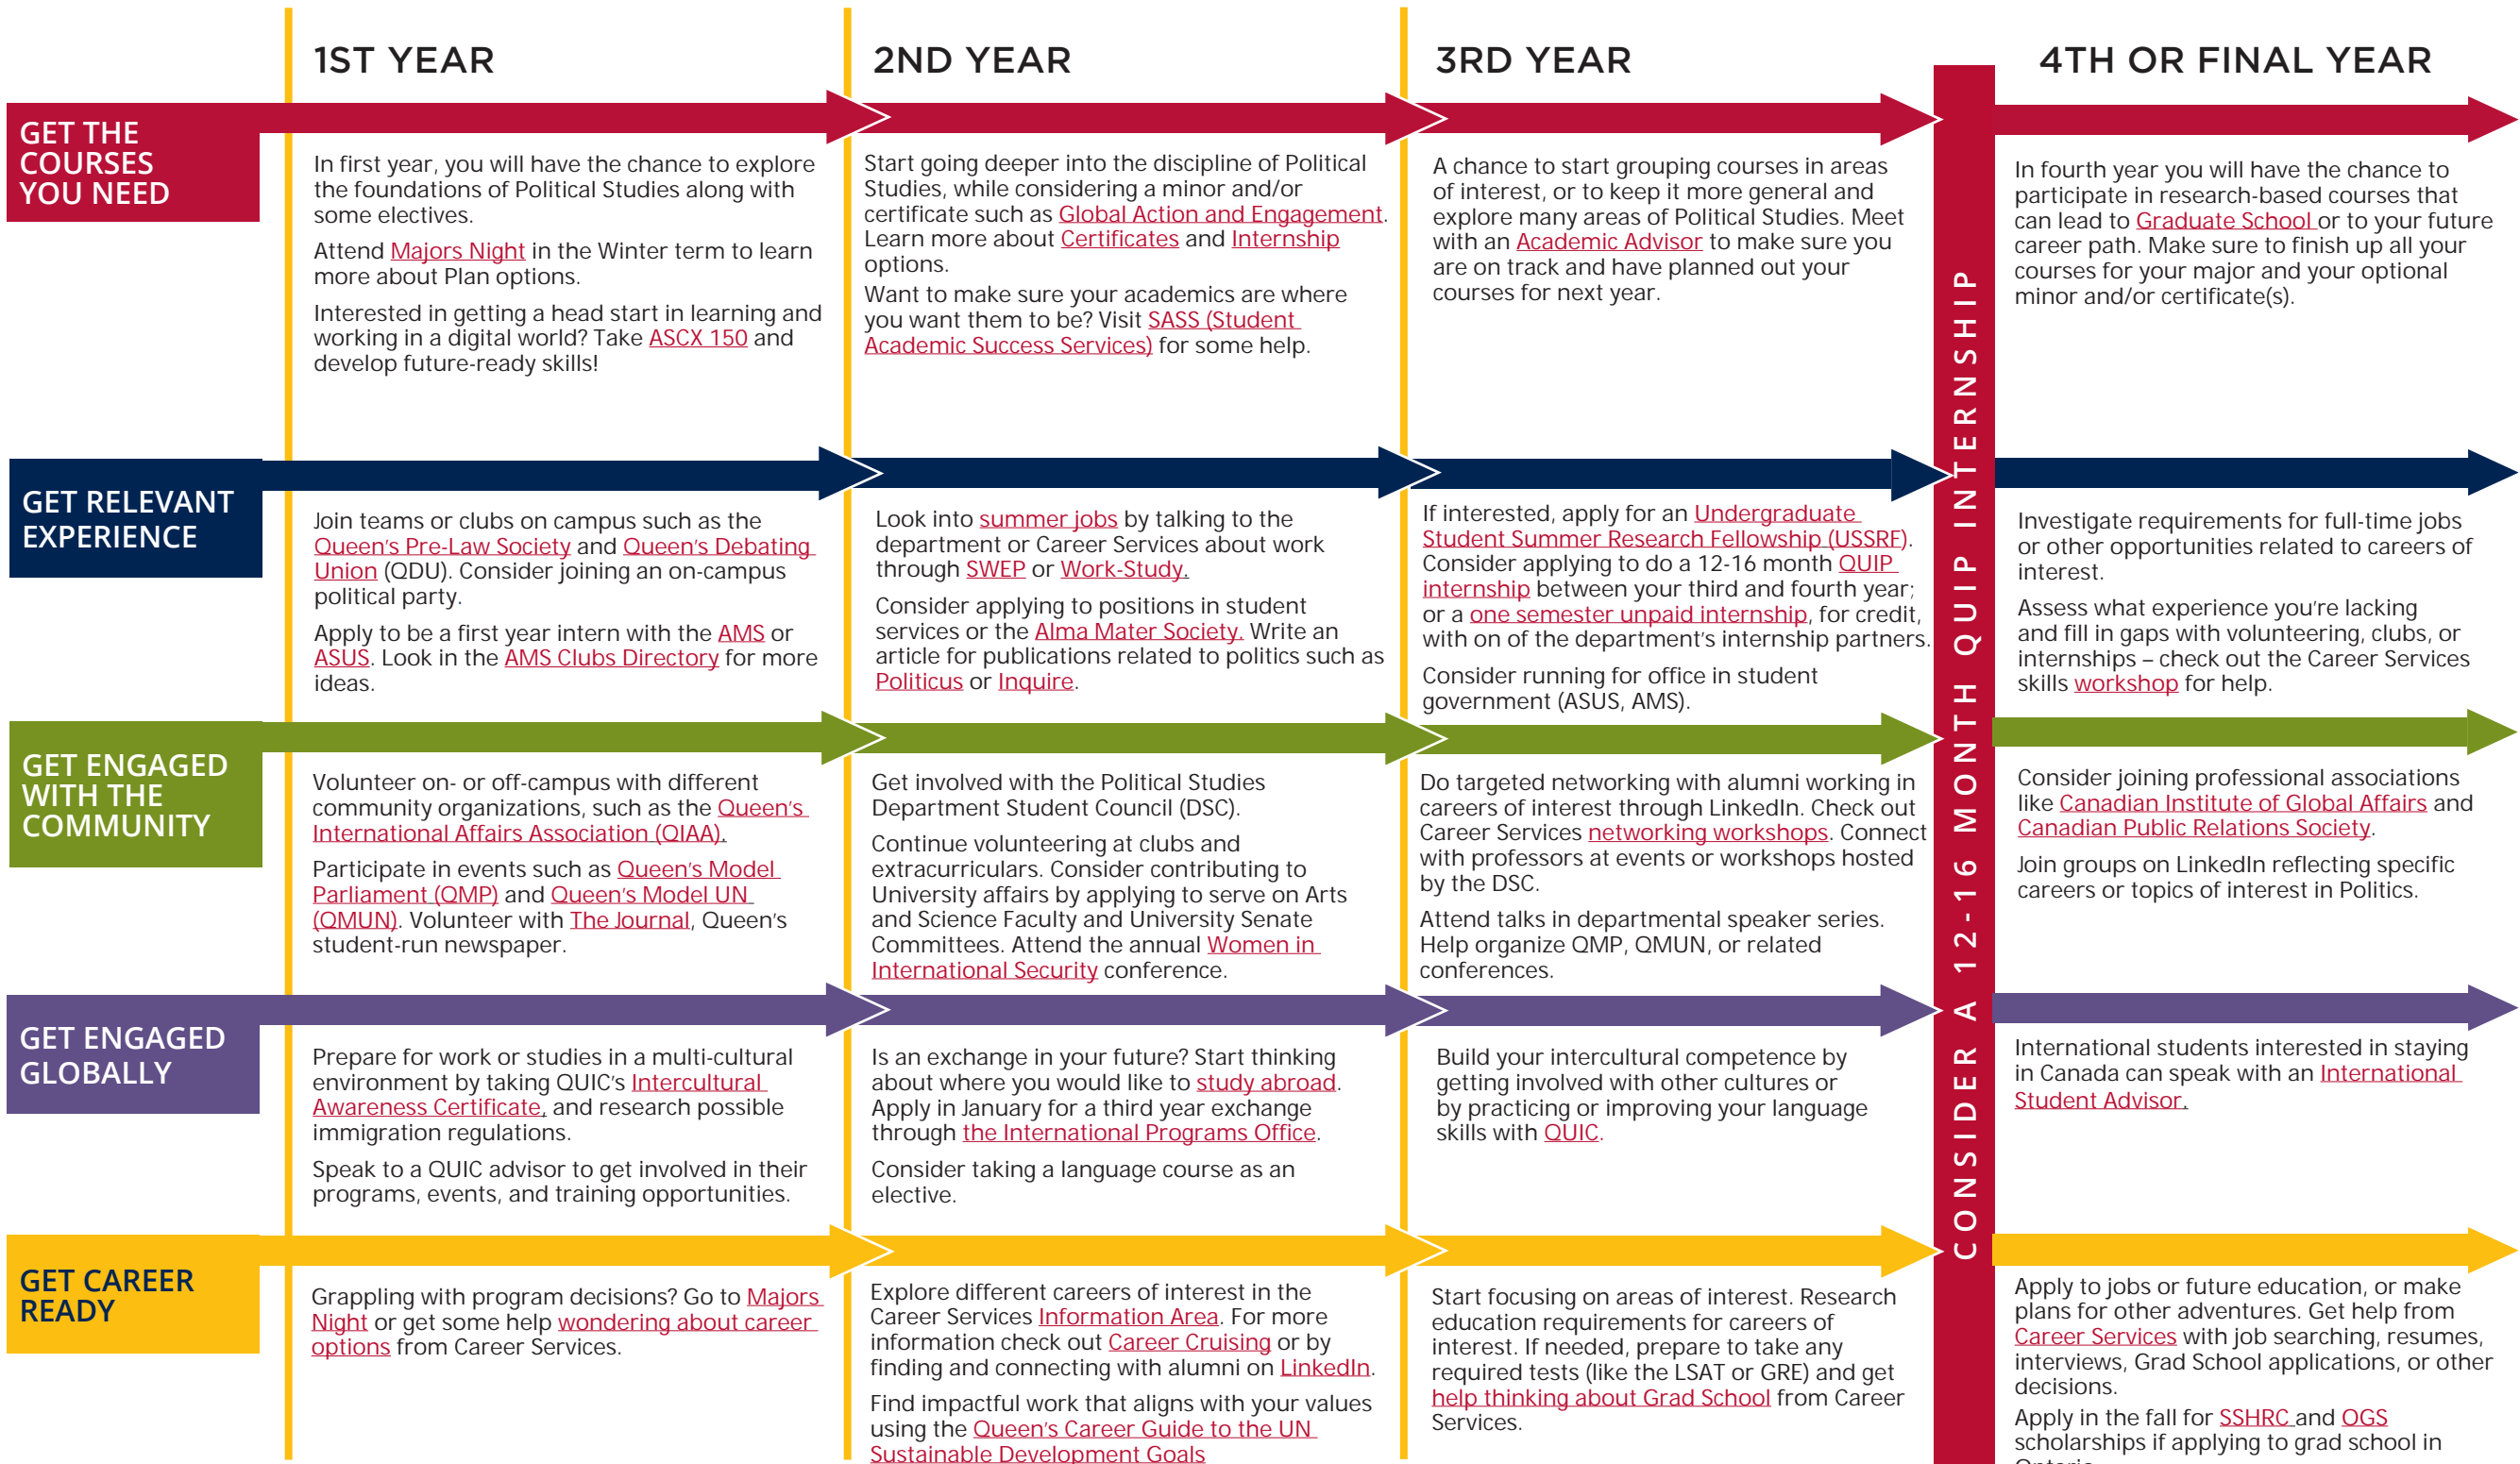 1ST YEAR
2ND YEAR
3RD YEAR
4TH OR FINAL YEAR
GET THE
COURSES
YOU NEED
In first year, you will have the chance to explore
the foundations of Political Studies along with
some electives.
Attend Majors Night in the Winter term to learn
more about Plan options.
Interested in getting a head start in learning and
working in a digital world? Take ASCX 150 and
develop future-ready skills!
Start going deeper into the discipline of Political
Studies, while considering a minor and/or
certificate such as Global Action and Engagement.
Learn more about Certificates and Internship
options.
Want to make sure your academics are where
you want them to be? Visit SASS (Student
Academic Success Services) for some help.
A chance to start grouping courses in areas
of interest, or to keep it more general and
explore many areas of Political Studies. Meet
with an Academic Advisor to make sure you
are on track and have planned out your
courses for next year.
CONSIDER A 12-16 MONTH QUIP INTERNSHIP
In fourth year you will have the chance to
participate in research-based courses that
can lead to Graduate School or to your future
career path. Make sure to finish up all your
courses for your major and your optional
minor and/or certificate(s).
GET RELEVANT
EXPERIENCE
Join teams or clubs on campus such as the
Queen's Pre-Law Society and Queen's Debating
Union (QDU). Consider joining an on-campus
political party.
Apply to be a first year intern with the AMS or
ASUS. Look in the AMS Clubs Directory for more
ideas.
Look into summer jobs by talking to the
department or Career Services about work
through SWEP or Work-Study.
Consider applying to positions in student
services or the Alma Mater Society. Write an
article for publications related to politics such as
Politicus or Inquire.
If interested, apply for an Undergraduate
Student Summer Research Fellowship (USSRF).
Consider applying to do a 12-16 month QUIP
internship between your third and fourth year;
or a one semester unpaid internship, for credit,
with on of the department's internship partners.
Consider running for office in student
government (ASUS, AMS).
Investigate requirements for full-time jobs
or other opportunities related to careers of
interest.
Assess what experience you're lacking
and fill in gaps with volunteering, clubs, or
internships – check out the Career Services
skills workshop for help.
GET ENGAGED
WITH THE
COMMUNITY
Volunteer on- or off-campus with different
community organizations, such as the Queen's
International Affairs Association (QIAA).
Participate in events such as Queen's Model
Parliament (QMP) and Queen's Model UN
(QMUN). Volunteer with The Journal, Queen's
student-run newspaper.
Get involved with the Political Studies
Department Student Council (DSC).
Continue volunteering at clubs and
extracurriculars. Consider contributing to
University affairs by applying to serve on Arts
and Science Faculty and University Senate
Committees. Attend the annual Women in
International Security conference.
Do targeted networking with alumni working in
careers of interest through LinkedIn. Check out
Career Services networking workshops. Connect
with professors at events or workshops hosted
by the DSC.
Attend talks in departmental speaker series.
Help organize QMP, QMUN, or related
conferences.
Consider joining professional associations
like Canadian Institute of Global Affairs and
Canadian Public Relations Society.
Join groups on LinkedIn reflecting specific
careers or topics of interest in Politics.
GET ENGAGED
GLOBALLY
Prepare for work or studies in a multi-cultural
environment by taking QUIC's Intercultural
Awareness Certificate, and research possible
immigration regulations.
Speak to a QUIC advisor to get involved in their
programs, events, and training opportunities.
Is an exchange in your future? Start thinking
about where you would like to study abroad.
Apply in January for a third year exchange
through the International Programs Office.
Consider taking a language course as an
elective.
Build your intercultural competence by
getting involved with other cultures or
by practicing or improving your language
skills with QUIC.
International students interested in staying
in Canada can speak with an International
Student Advisor.
GET CAREER
READY
Grappling with program decisions? Go to Majors
Night or get some help wondering about career
options from Career Services.
Explore different careers of interest in the
Career Services Information Area. For more
information check out Career Cruising or by
finding and connecting with alumni on LinkedIn.
Find impactful work that aligns with your values
using the Queen's Career Guide to the UN
Sustainable Development Goals
Start focusing on areas of interest. Research
education requirements for careers of
interest. If needed, prepare to take any
required tests (like the LSAT or GRE) and get
help thinking about Grad School from Career
Services.
Apply to jobs or future education, or make
plans for other adventures. Get help from
Career Services with job searching, resumes,
interviews, Grad School applications, or other
decisions.
Apply in the fall for SSHRC and OGS
scholarships if applying to grad school in